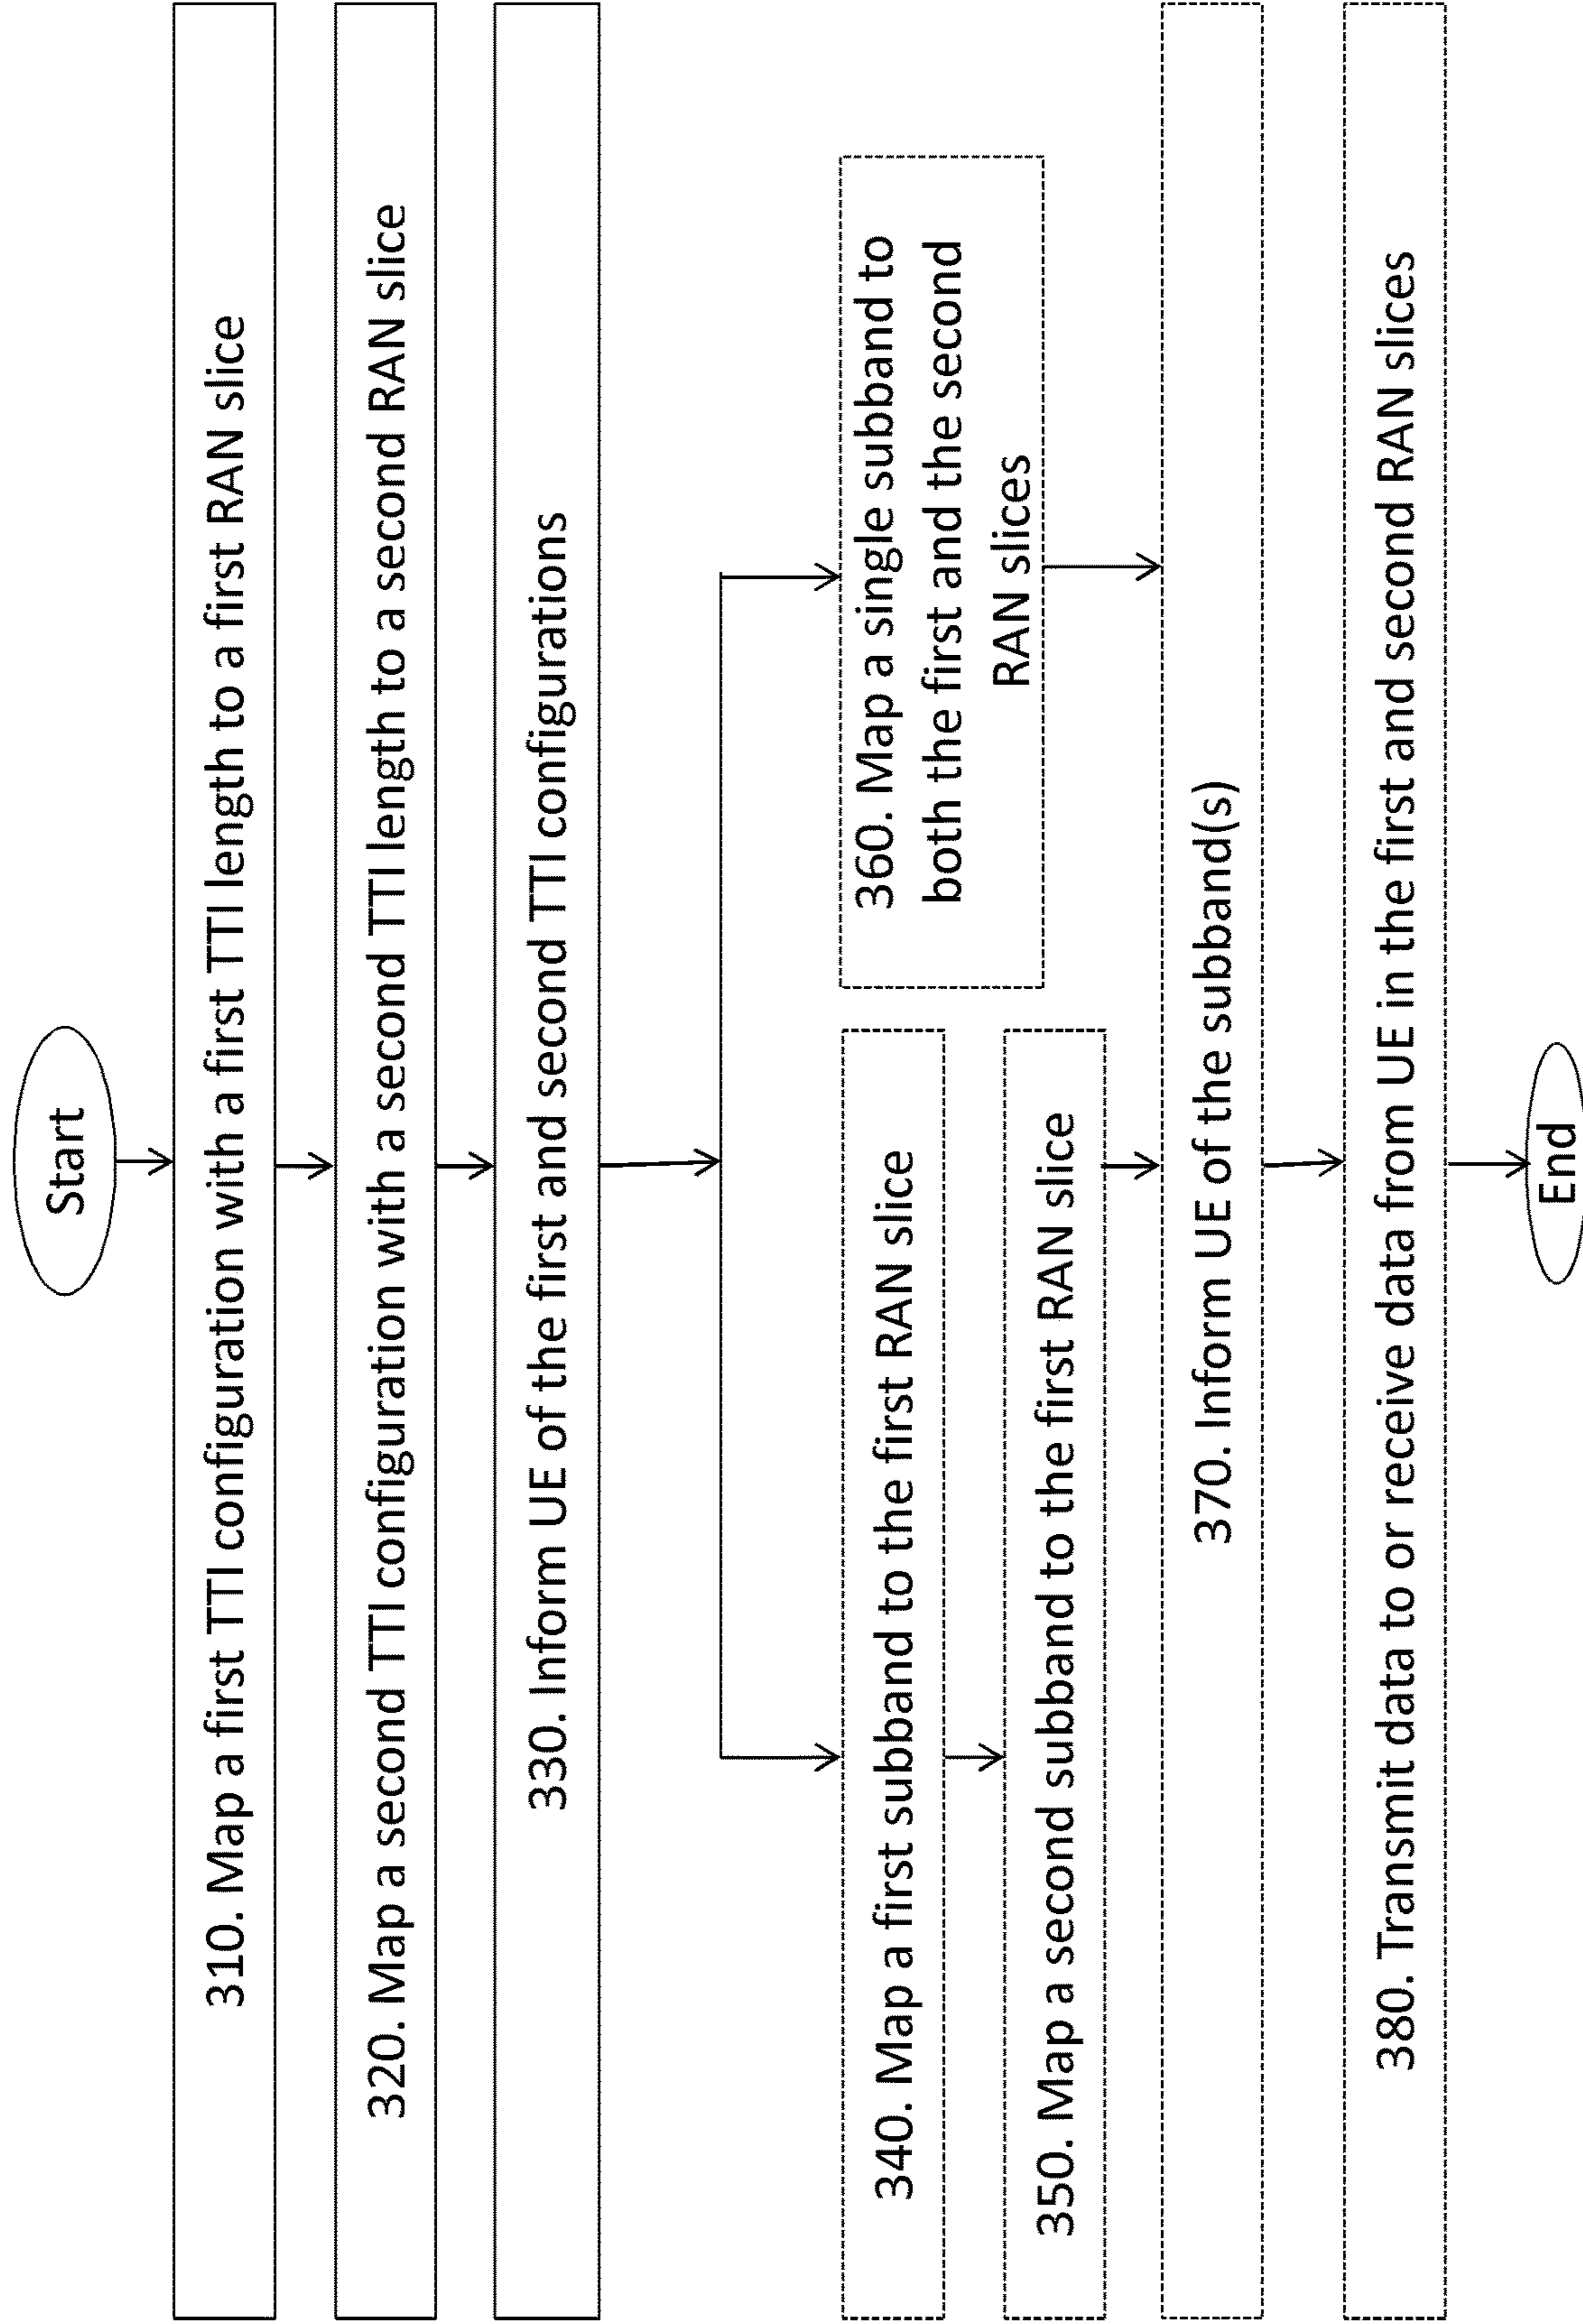 Start
310. Map a first TTI configuration with a first TTI length to a first RAN slice
320. Map a second TTI configuration with a second TTI length to a second RAN slice
330. Inform UE of the first and second TTI configurations
340. Map a first subband to the first RAN slice
350. Map a second subband to the first RAN slice
360. Map a single subband to
both the first and the second
RAN slices
370. Inform UE of the subband(s)
380. Transmit data to or receive data from UE in the first and second RAN slices
End